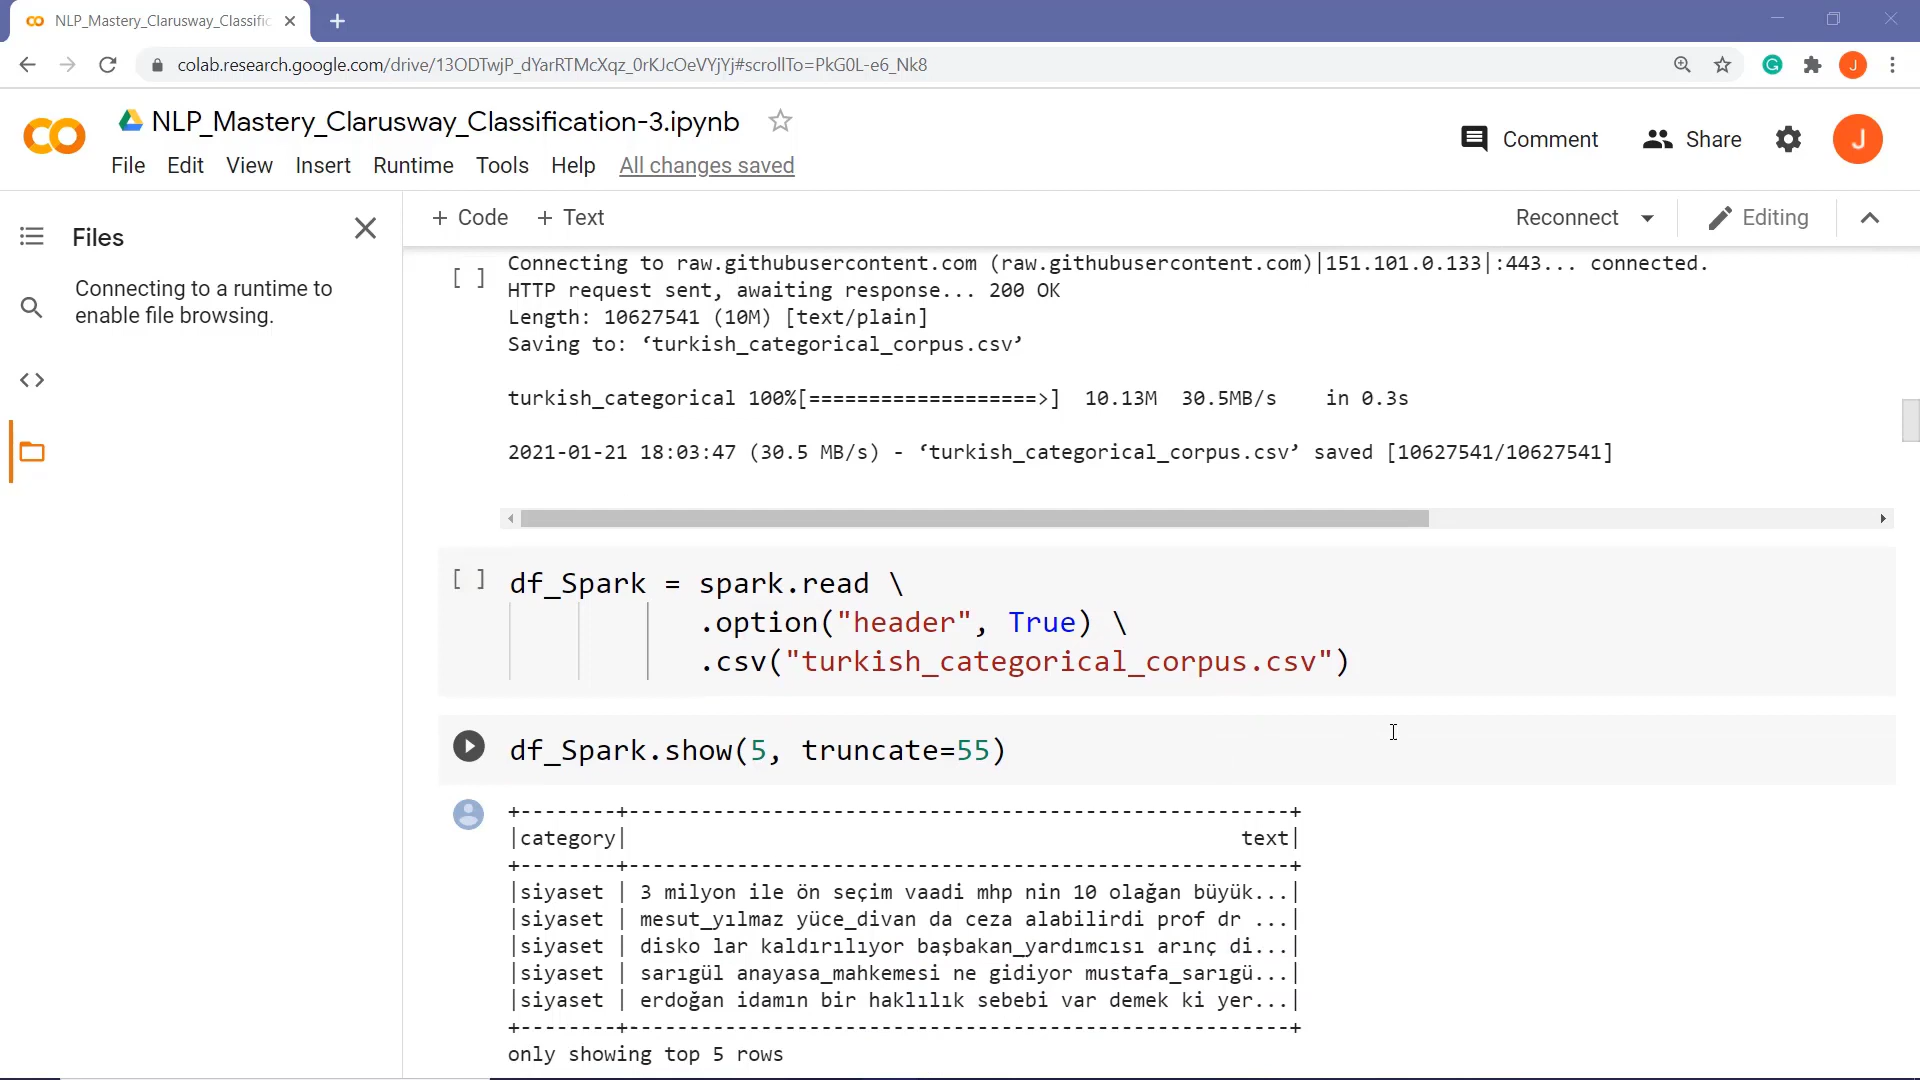 NLP_Mastery_Clarusway_Classific
colab.research.google.com/drive/13ODTwjP_dYarRTMcXqz_0rKJcOeVYjYj#scrollTo=PkG0L-e6_Nk8
J
NLP_Mastery_Clarusway_Classification-3.ipynb
Comment
Share
J
File Edit View Insert Runtime Tools Help All changes saved
Files
+ Code + Text
Reconnect
Editing
Connecting to a runtime to
enable file browsing.
[ ] Connecting to raw.githubusercontent.com (raw.githubusercontent.com)|151.101.0.133|:443... connected.
HTTP request sent, awaiting response... 200 OK
Length: 10627541 (10M) [text/plain]
Saving to: ‘turkish_categorical_corpus.csv’
turkish_categorical 100%[===================>] 10.13M 30.5MB/s in 0.3s
2021-01-21 18:03:47 (30.5 MB/s) - ‘turkish_categorical_corpus.csv’ saved [10627541/10627541]
[ ] df_Spark = spark.read \
.option("header", True) \
.csv("turkish_categorical_corpus.csv")
df_Spark.show(5, truncate=55)
+--------+-------------------------------------------------------+
|category| text|
+--------+-------------------------------------------------------+
|siyaset | 3 milyon ile ön seçim vaadi mhp nin 10 olağan büyük...|
|siyaset | mesut_yılmaz yüce_divan da ceza alabilirdi prof dr ...|
|siyaset | disko lar kaldırılıyor başbakan_yardımcısı arınç di...|
|siyaset | sarıgül anayasa_mahkemesi ne gidiyor mustafa_sarıgü...|
|siyaset | erdoğan idamın bir haklılık sebebi var demek ki yer...|
+--------+-------------------------------------------------------+
only showing top 5 rows